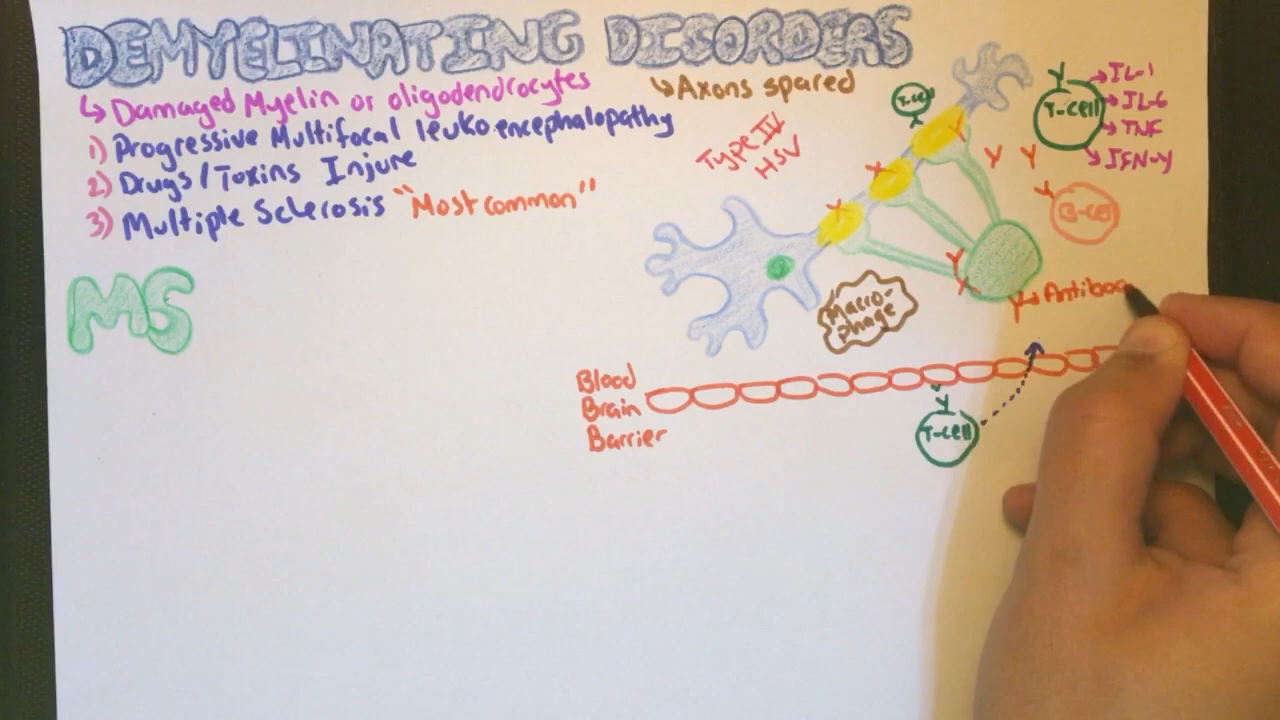 DEMYELINATING DISORDERS
↳ Damaged Myelin or oligodendrocytes
↳ Axons spared
1) Progressive Multifocal leukoencephalopathy
2) Drugs/Toxins Injure
3) Multiple Sclerosis "Most common"
MS
Type IV
HSV
T-cell
T-cell
→ IL-1
→ IL-6
→ TNF
→ IFN-γ
B-cell
→ Antiboc
Macro-
phage
Blood
Brain
Barrier
T-cell